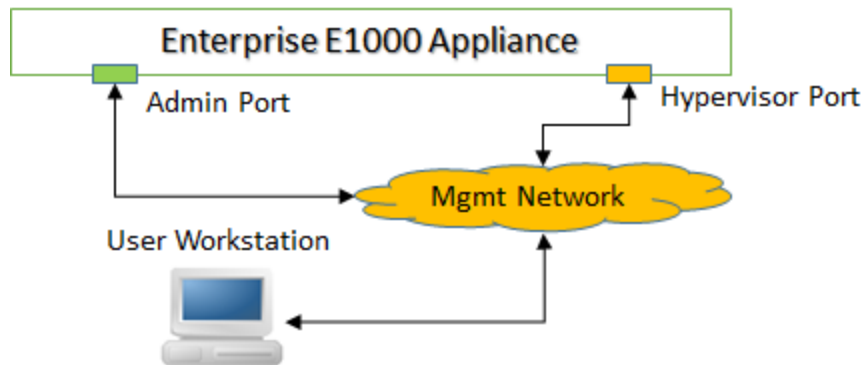 Enterprise E1000 Appliance
Admin Port
Hypervisor Port
Mgmt Network
User Workstation